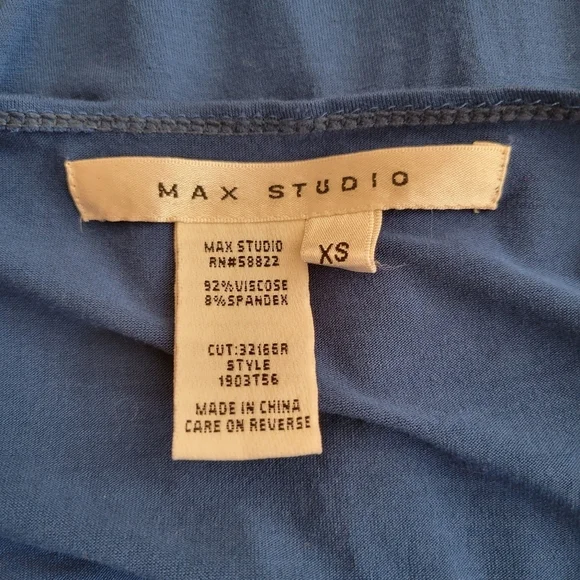 MAX STUDIO
XS
MAX STUDIO
RN#58822
92%VISCOSE
8%SPANDEX
CUT:32166R
STYLE
1903T56
MADE IN CHINA
CARE ON REVERSE